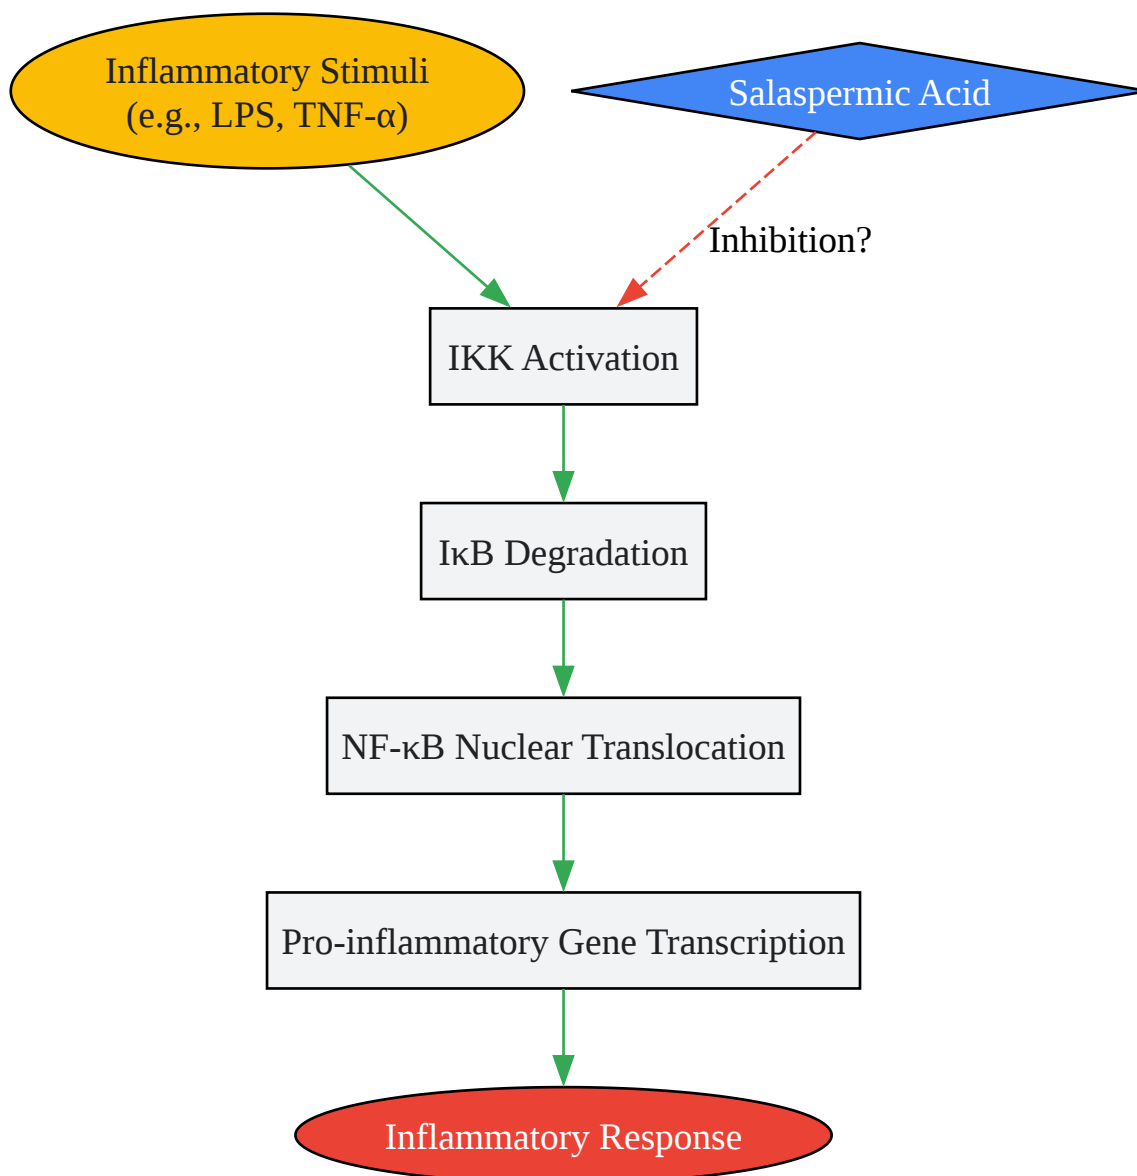 Inflammatory Stimuli
(e.g., LPS, TNF-α)
Salaspermic Acid
Inhibition?
IKK Activation
IκB Degradation
NF-κB Nuclear Translocation
Pro-inflammatory Gene Transcription
Inflammatory Response